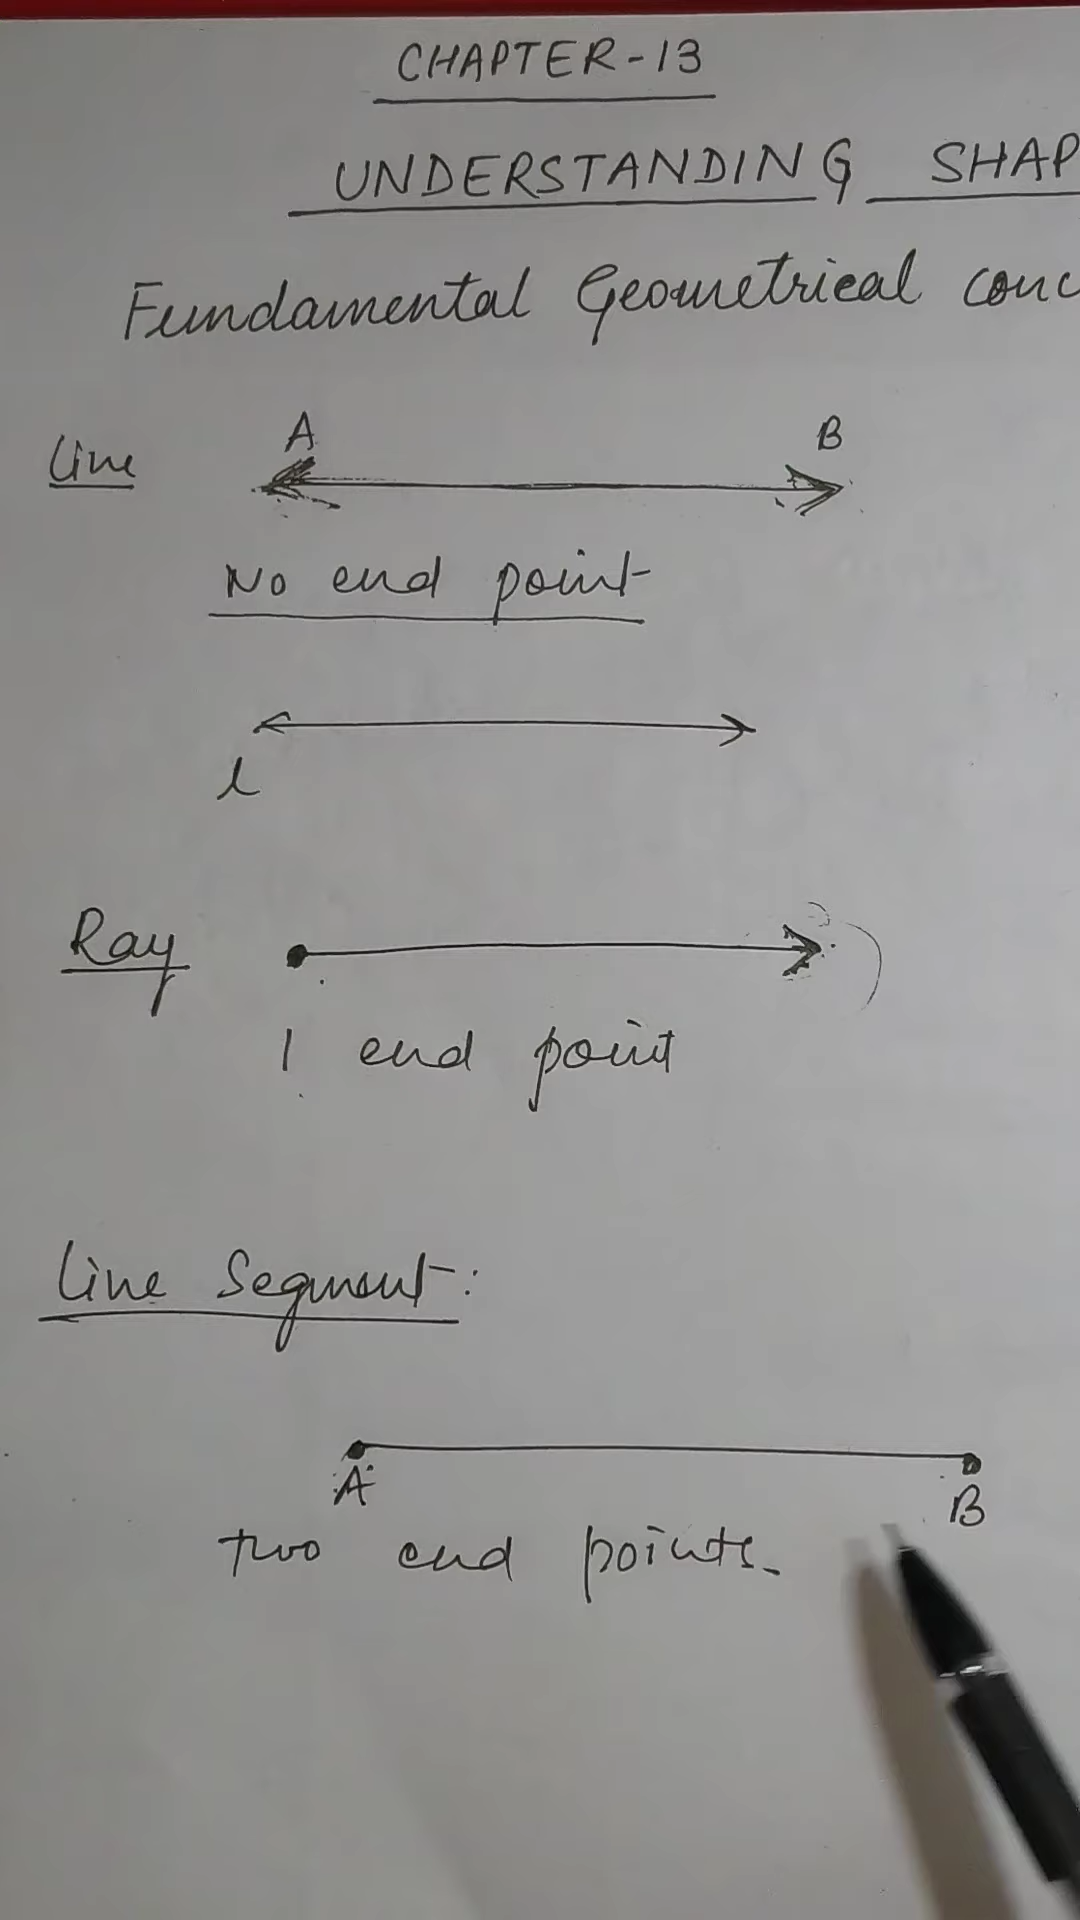 CHAPTER-13
UNDERSTANDING SHAP
Fundamental Geometrical conc
Line A B
No end point
l
Ray
1 end point
Line Segment:
A B
two end points.